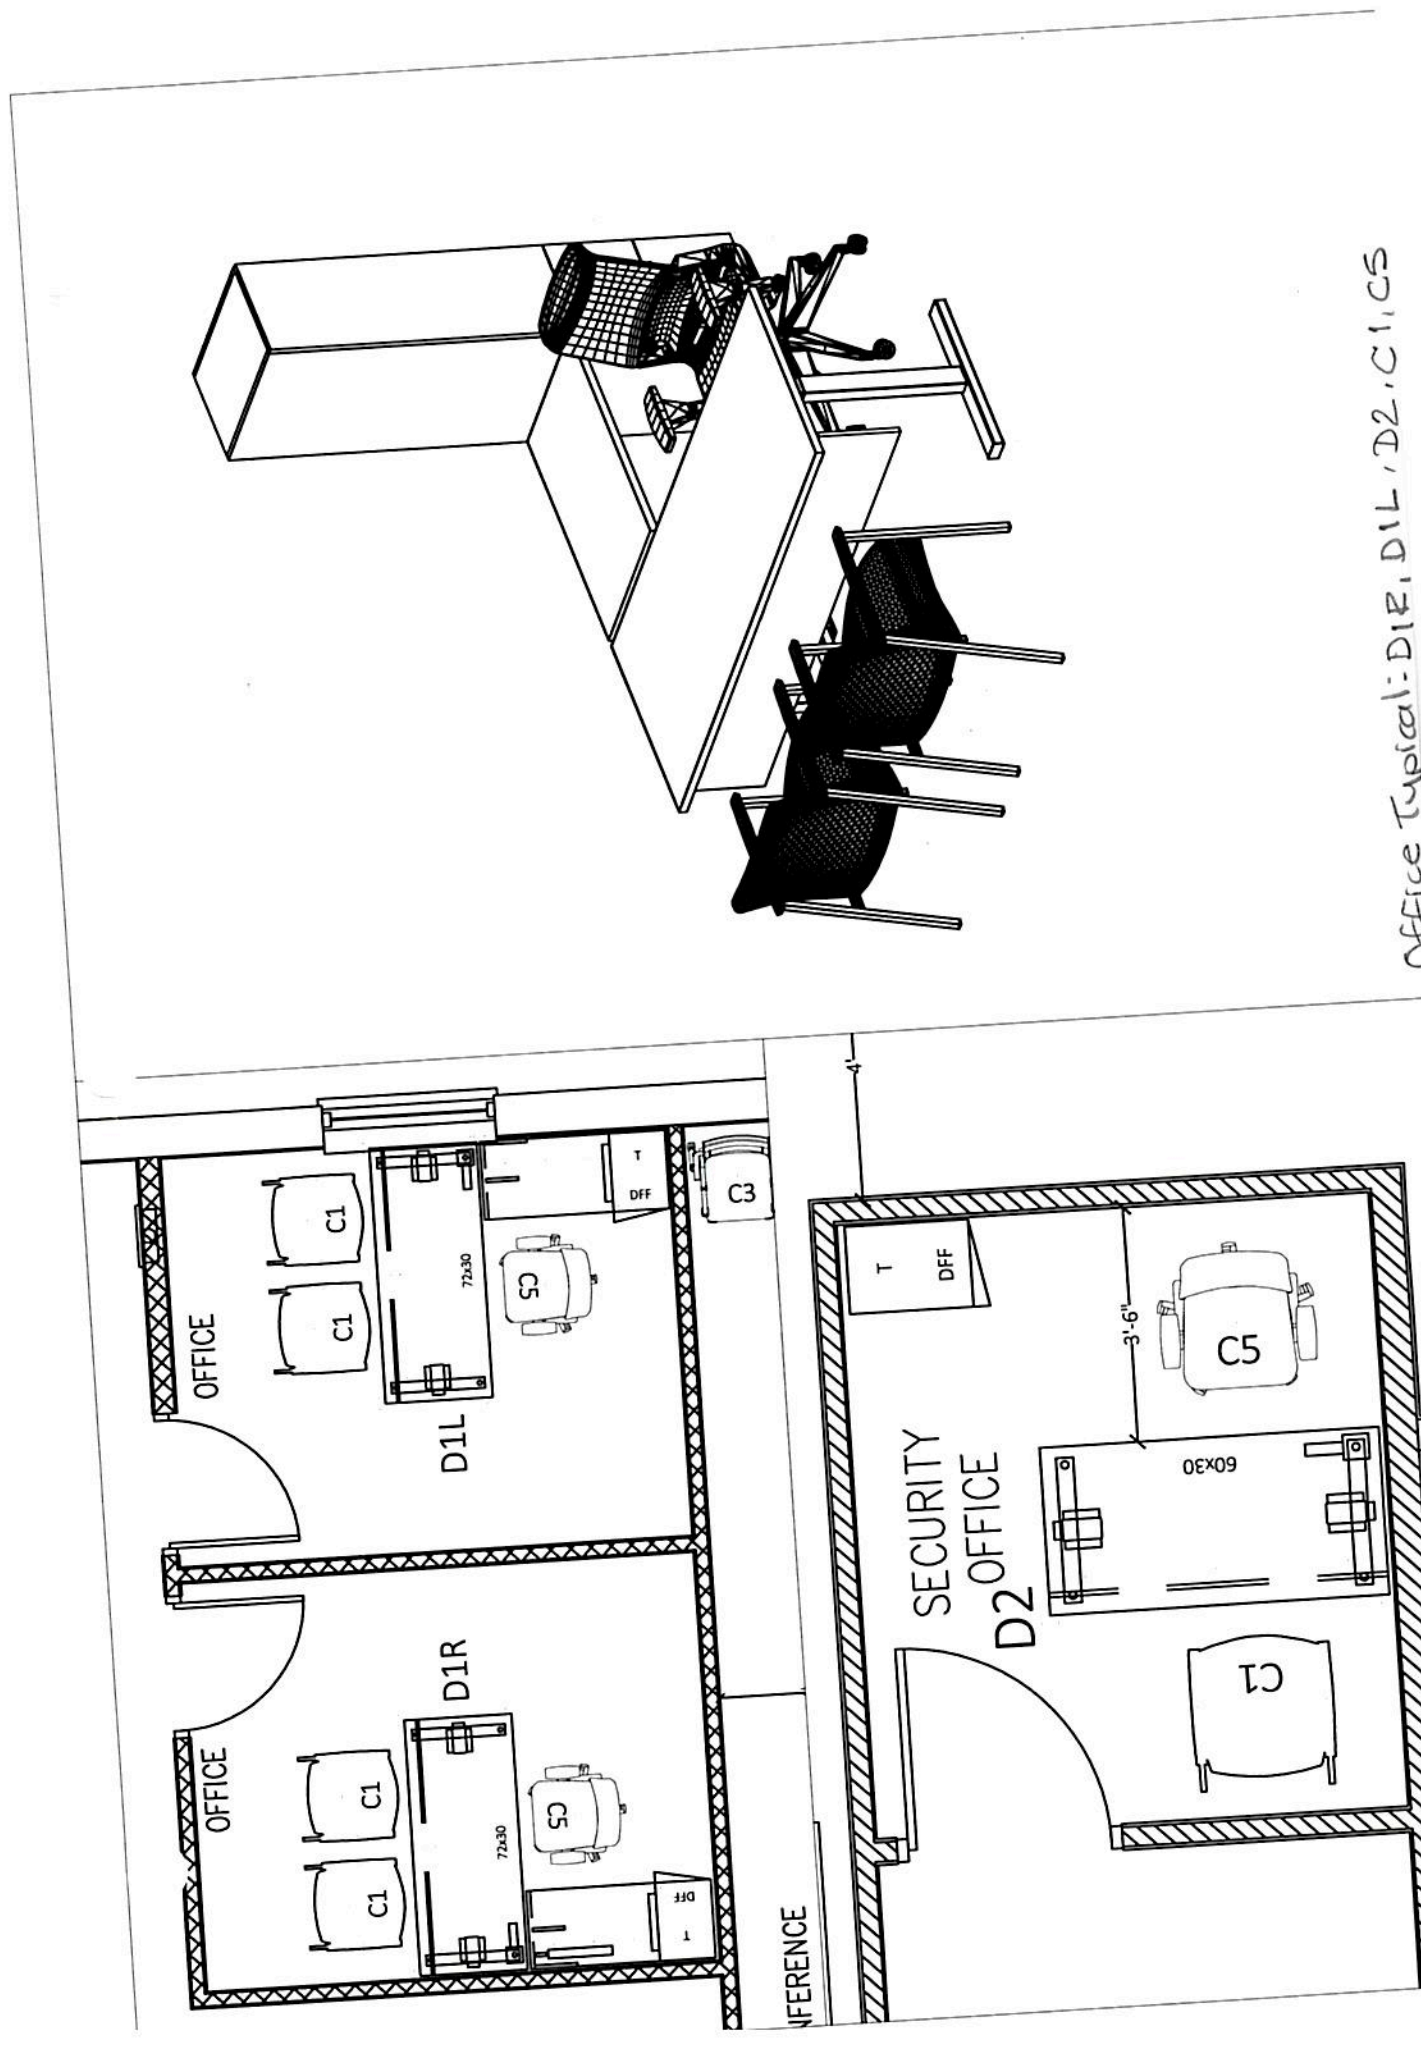 Office Typical: D1R, D1L, D2, C1, C5
OFFICE
C1
C1
72x30
C5
T
DFF
D1L
C3
OFFICE
C1
C1
72x30
C5
T
DFF
D1R
4'
T
DFF
3'-6"
C5
SECURITY
OFFICE
D2
60x30
C1
NFERENCE